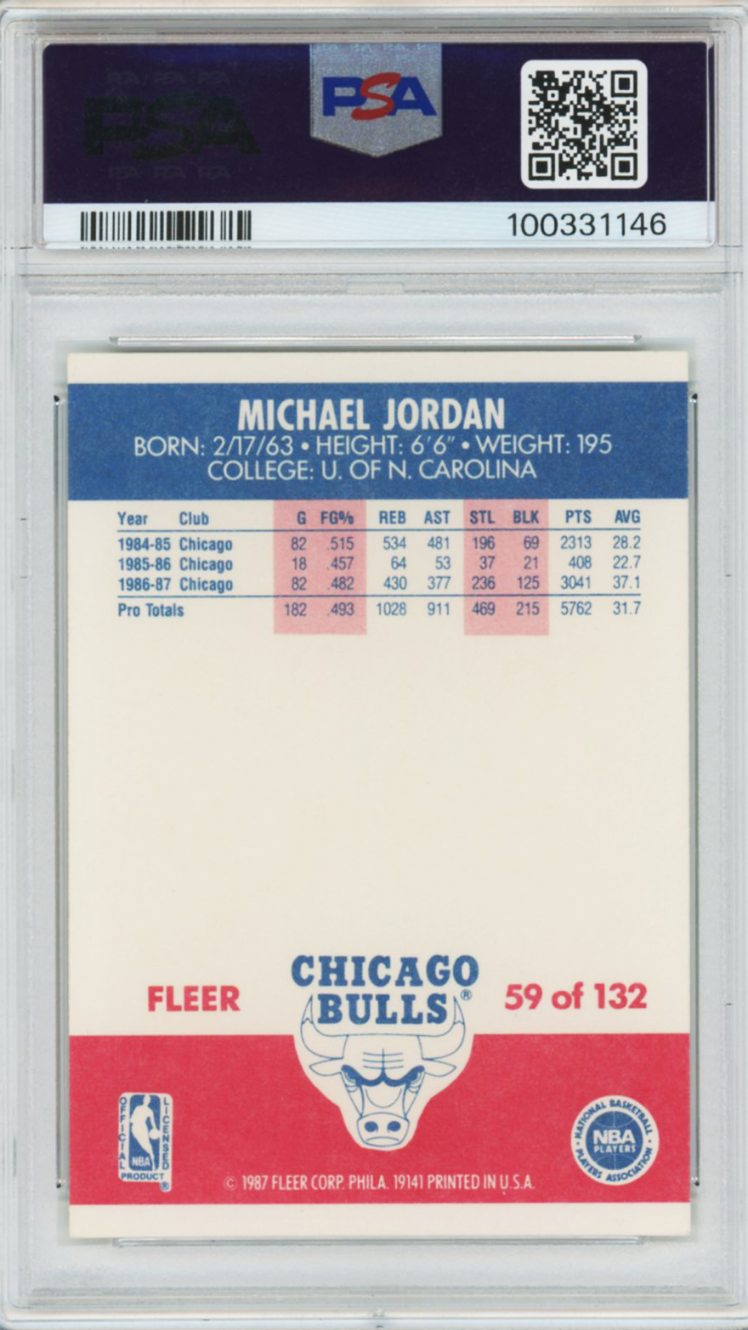 PSA
PSA
100331146
MICHAEL JORDAN
BORN: 2/17/63 • HEIGHT: 6'6" • WEIGHT: 195
COLLEGE: U. OF N. CAROLINA
Year Club G FG% REB AST STL BLK PTS AVG
1984-85 Chicago 82 .515 534 481 196 69 2313 28.2
1985-86 Chicago 18 .457 64 53 37 21 408 22.7
1986-87 Chicago 82 .482 430 377 236 125 3041 37.1
Pro Totals 182 .493 1028 911 469 215 5762 31.7
CHICAGO
BULLS®
FLEER 59 of 132
OFFICIAL LICENSED
NBA
PRODUCT ®
NATIONAL BASKETBALL
NBA
PLAYERS
PLAYERS ASSOCIATION
© 1987 FLEER CORP. PHILA. 19141 PRINTED IN U.S.A.